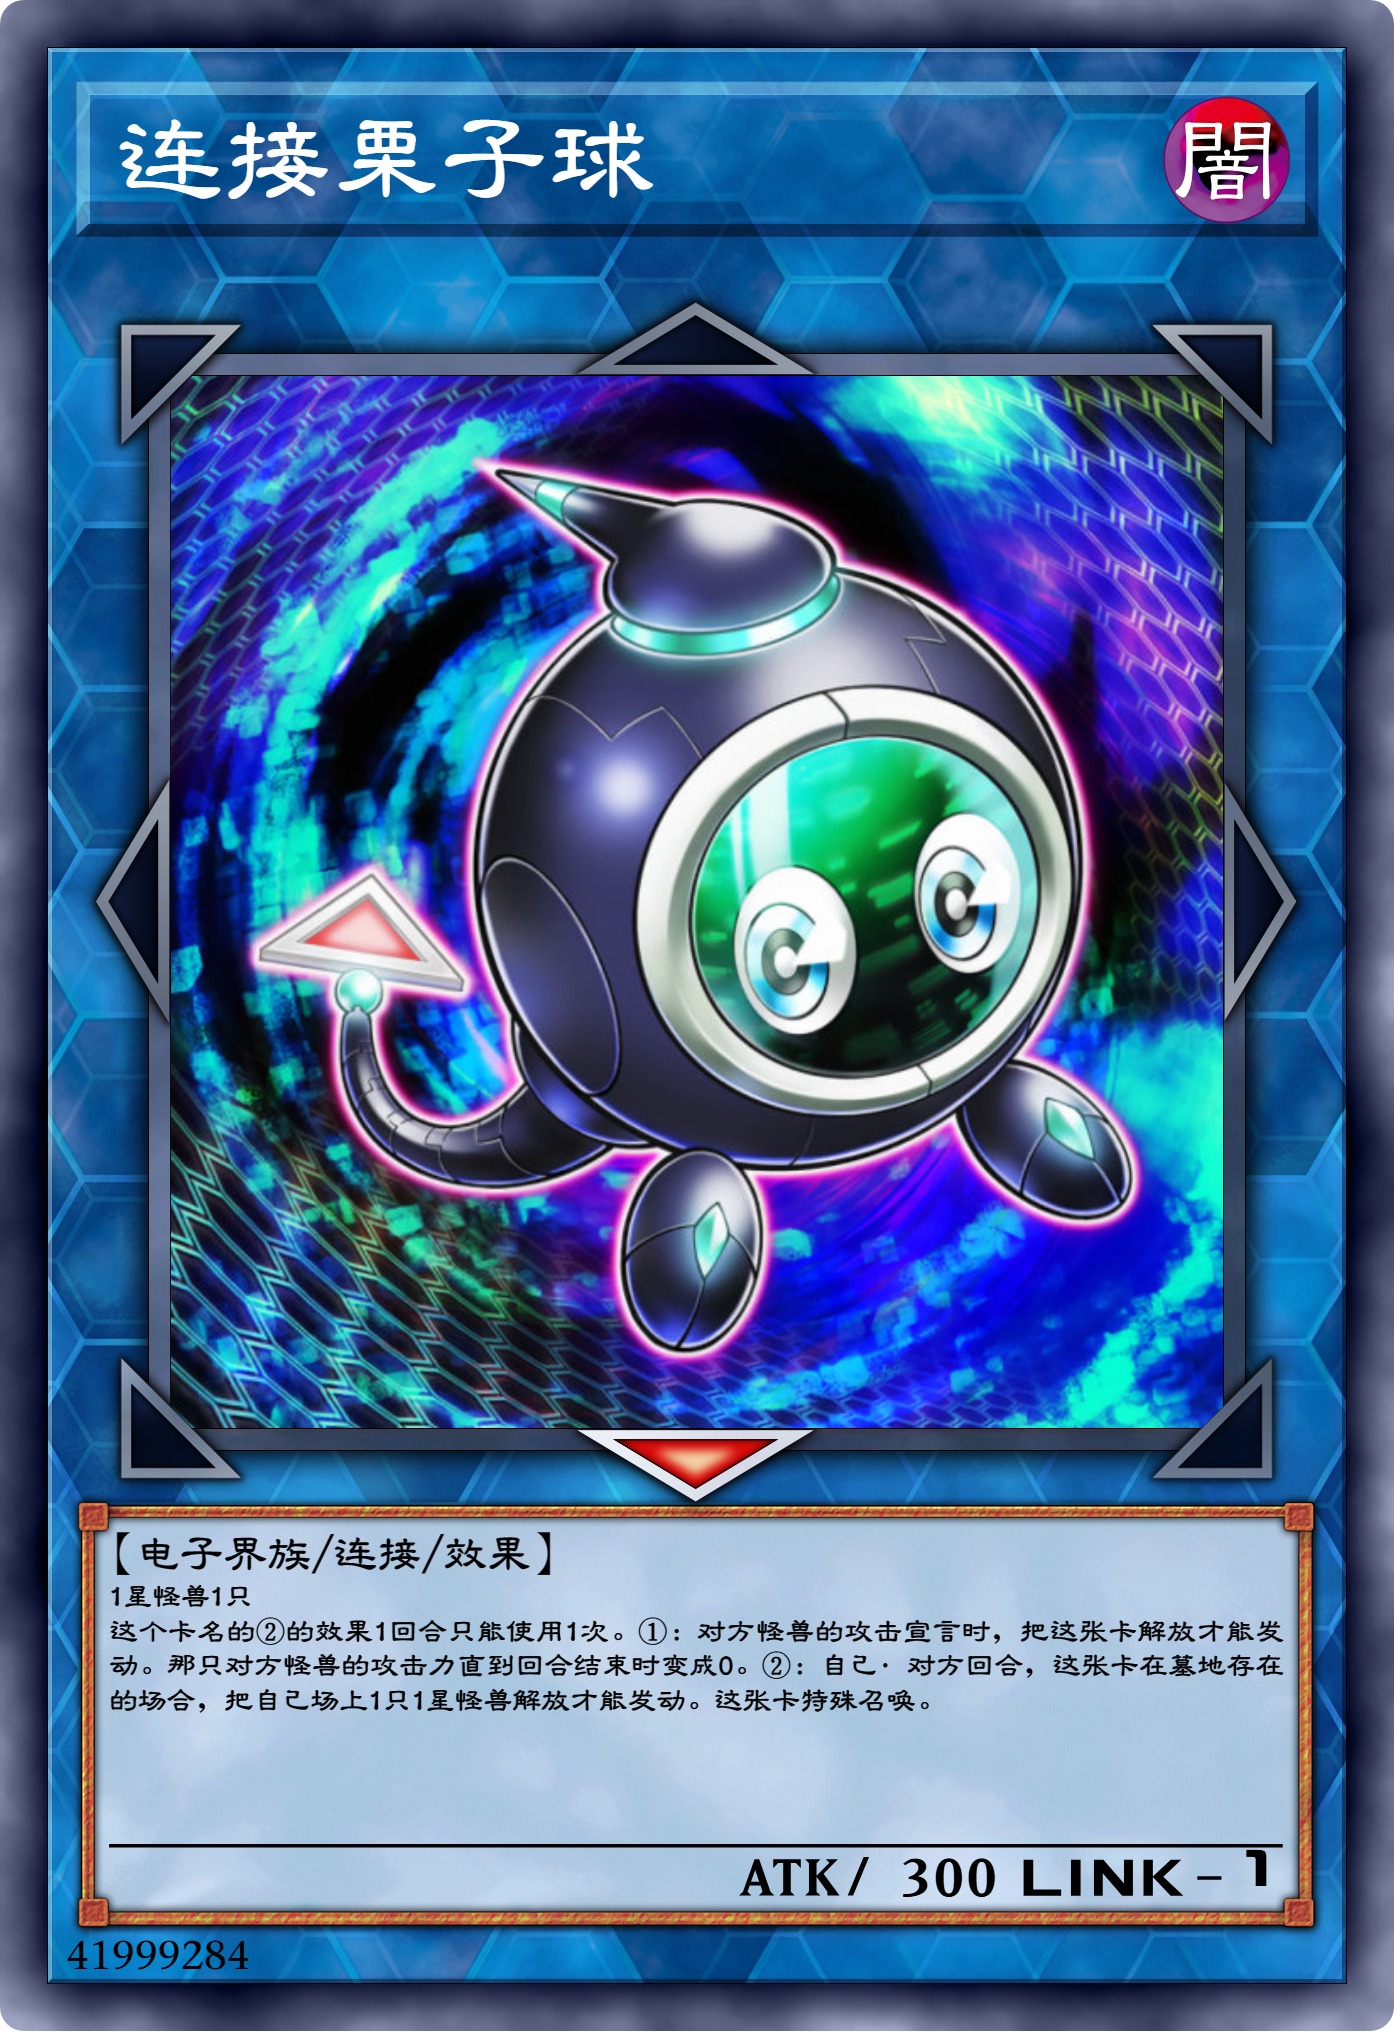 连接栗子球
闇
【电子界族/连接/效果】
1星怪兽1只
这个卡名的②的效果1回合只能使用1次。①：对方怪兽的攻击宣言时，把这张卡解放才能发
动。那只对方怪兽的攻击力直到回合结束时变成0。②：自己·对方回合，这张卡在墓地存在
的场合，把自己场上1只1星怪兽解放才能发动。这张卡特殊召唤。
ATK/ 300 LINK-1
41999284